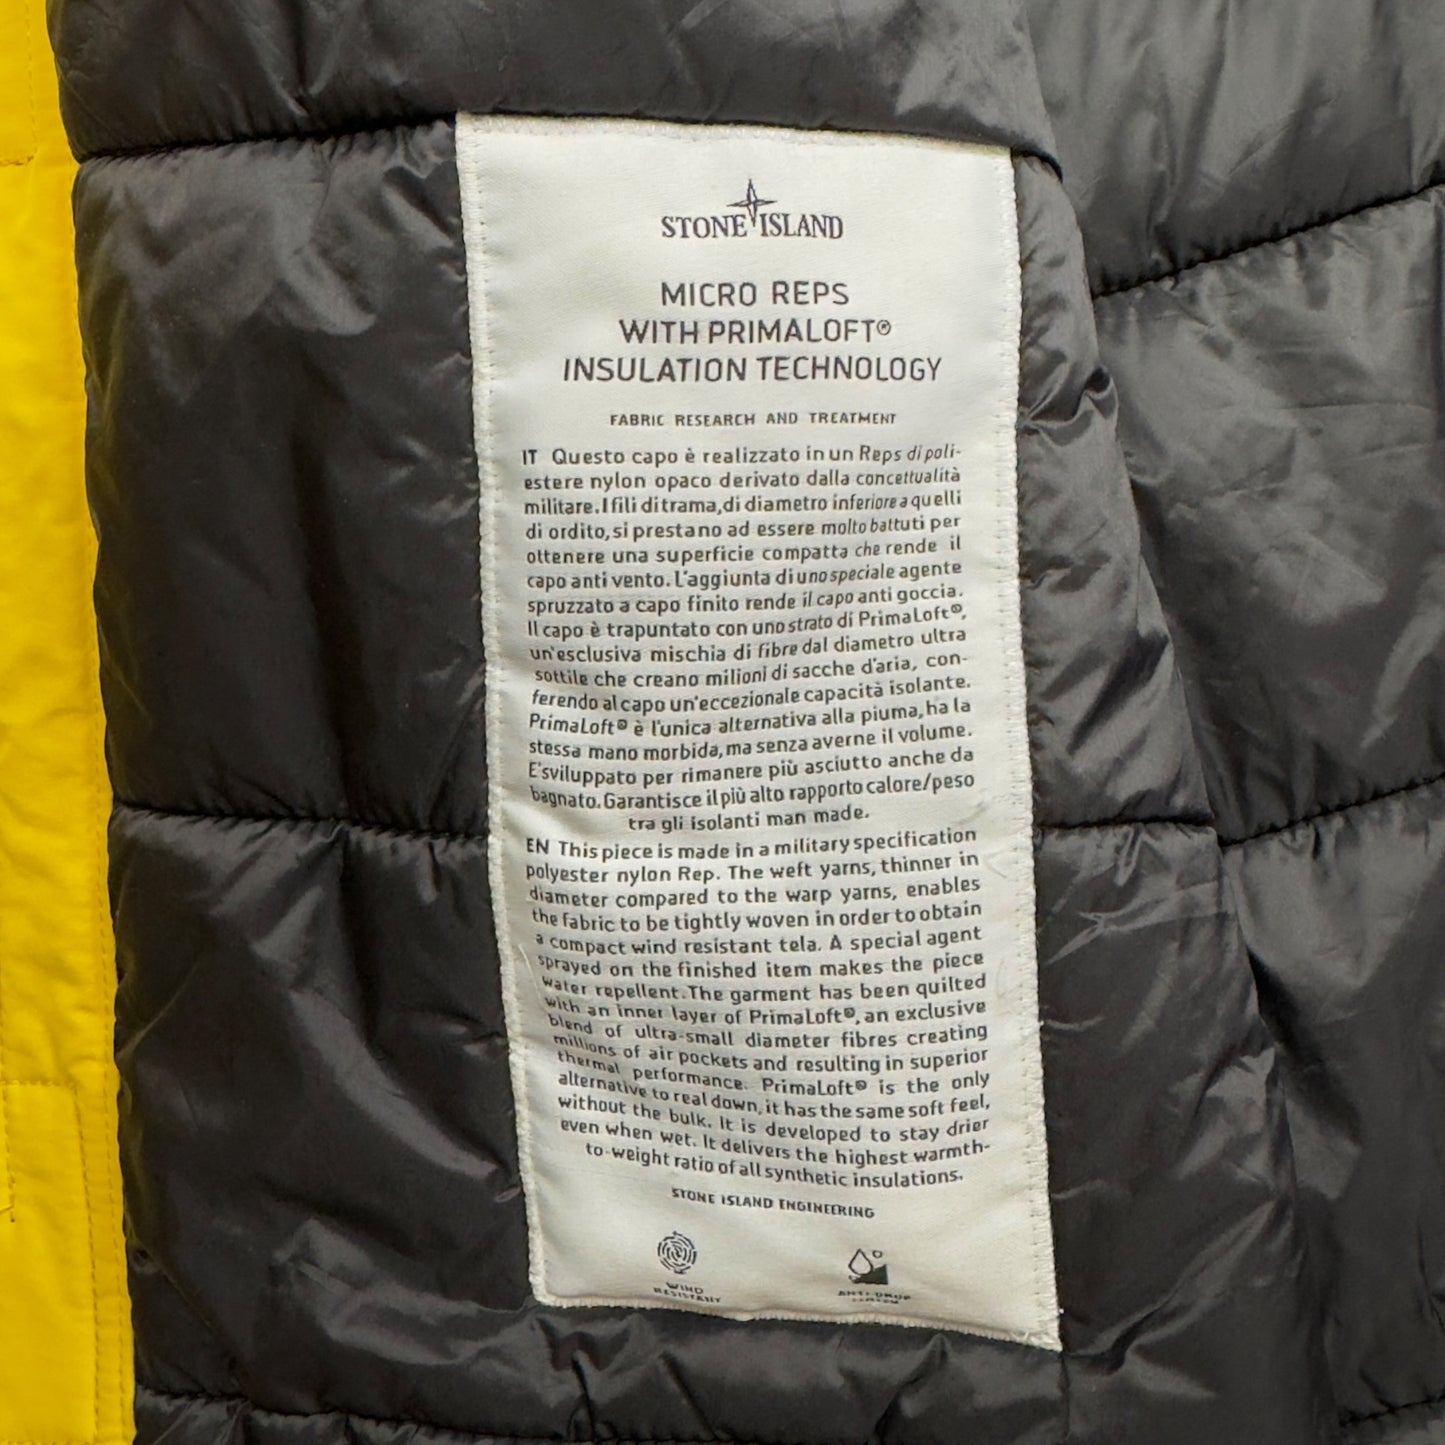 STONE ISLAND
MICRO REPS
WITH PRIMALOFT®
INSULATION TECHNOLOGY
FABRIC RESEARCH AND TREATMENT
IT Questo capo è realizzato in un Reps di poli-
estere nylon opaco derivato dalla concettualità
militare. I fili di trama, di diametro inferiore a quelli
di ordito, si prestano ad essere molto battuti per
ottenere una superficie compatta che rende il
capo anti vento. L'aggiunta di uno speciale agente
spruzzato a capo finito rende il capo anti goccia.
Il capo è trapuntato con uno strato di PrimaLoft®,
un'esclusiva mischia di fibre dal diametro ultra
sottile che creano milioni di sacche d'aria, con-
ferendo al capo un'eccezionale capacità isolante.
PrimaLoft® è l'unica alternativa alla piuma, ha la
stessa mano morbida, ma senza averne il volume.
E'sviluppato per rimanere più asciutto anche da
bagnato. Garantisce il più alto rapporto calore/peso
tra gli isolanti man made.
EN This piece is made in a military specification
polyester nylon Rep. The weft yarns, thinner in
diameter compared to the warp yarns, enables
the fabric to be tightly woven in order to obtain
a compact wind resistant tela. A special agent
sprayed on the finished item makes the piece
water repellent. The garment has been quilted
with an inner layer of PrimaLoft®, an exclusive
blend of ultra-small diameter fibres creating
millions of air pockets and resulting in superior
thermal performance. PrimaLoft® is the only
alternative to real down, it has the same soft feel,
without the bulk. It is developed to stay drier
even when wet. It delivers the highest warmth-
to-weight ratio of all synthetic insulations.
STONE ISLAND ENGINEERING
WIND
RESISTANT
ANTI-DROP